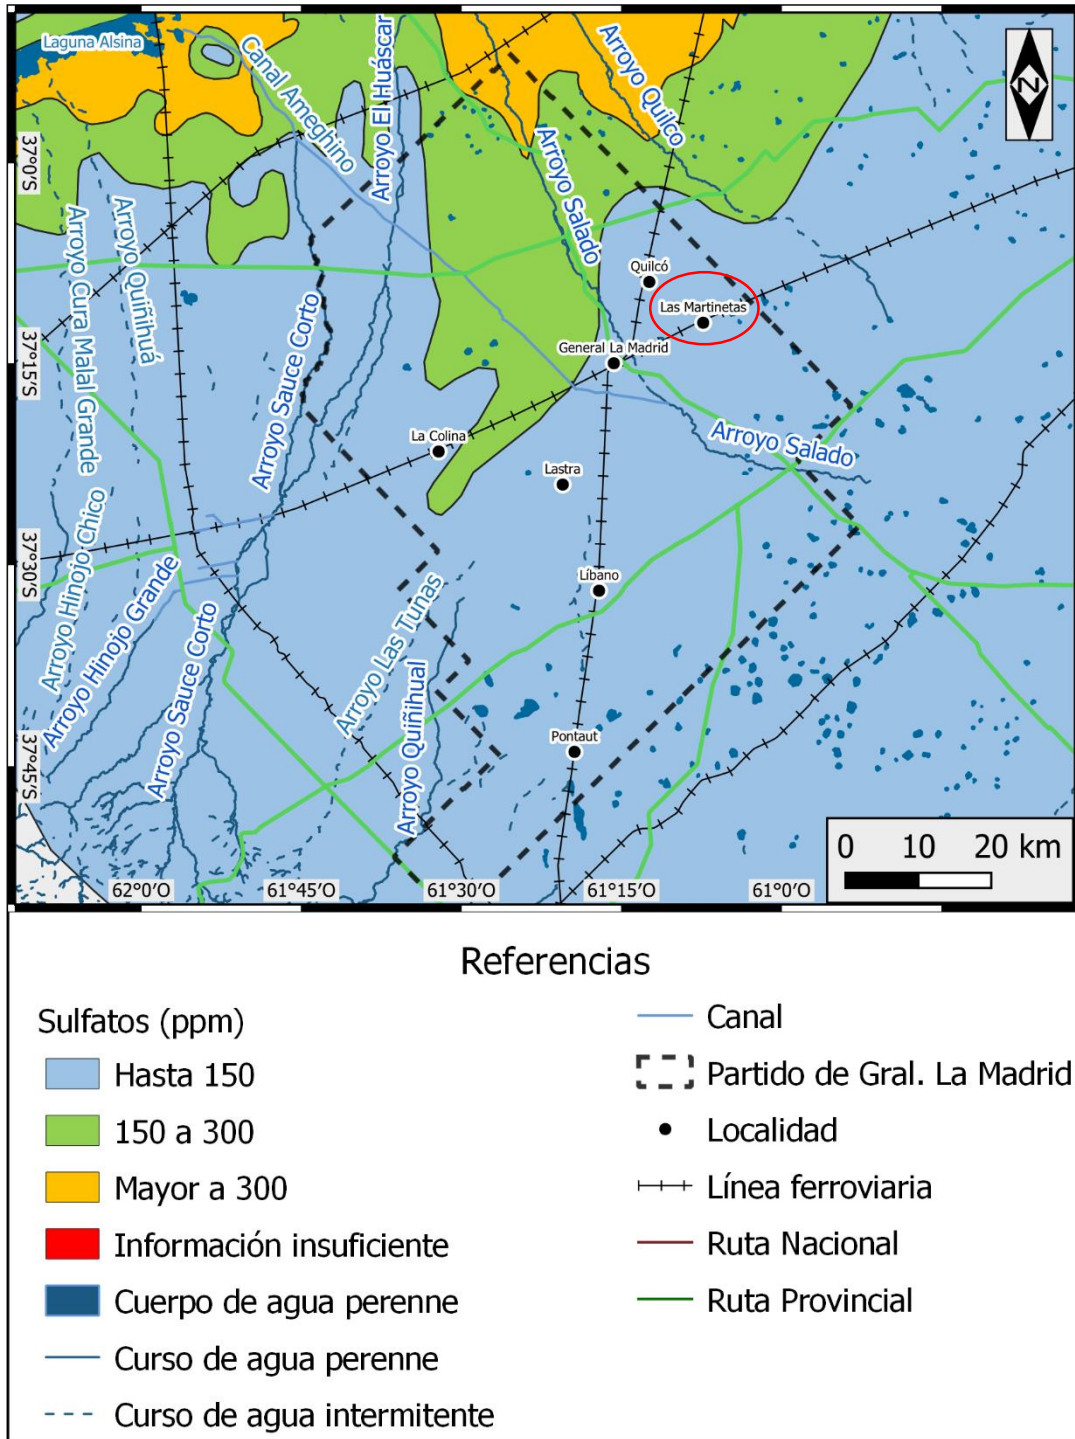 Laguna Alsina
Canal Ameghino
Arroyo El Huáscar
Arroyo Quilco
Arroyo Salado
Z
37°0'S
Arroyo Cura Malal Grande
Arroyo Quiñihuá
Arroyo Sauce Corto
Quilcó
Las Martinetas
General La Madrid
37°15'S
La Colina
Arroyo Salado
Lastra
37°30'S
Arroyo Hinojo Chico
Arroyo Hinojo Grande
Líbano
Arroyo Las Tunas
Arroyo Sauce Corto
Arroyo Quiñihual
Pontaut
37°45'S
0 10 20 km
62°0'O 61°45'O 61°30'O 61°15'O 61°0'O
Referencias
Sulfatos (ppm)
Hasta 150
150 a 300
Mayor a 300
Información insuficiente
Cuerpo de agua perenne
Curso de agua perenne
Curso de agua intermitente
Canal
Partido de Gral. La Madrid
Localidad
Línea ferroviaria
Ruta Nacional
Ruta Provincial